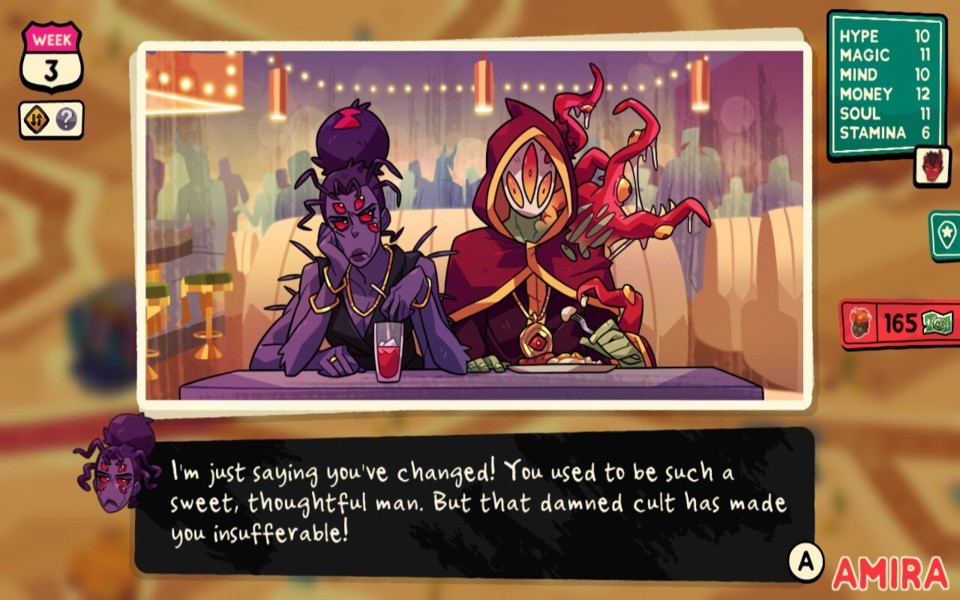 WEEK
3
HYPE 10
MAGIC 11
MIND 10
MONEY 12
SOUL 11
STAMINA 6
165
I'm just saying you've changed! You used to be such a
sweet, thoughtful man. But that damned cult has made
you insufferable!
A
AMIRA